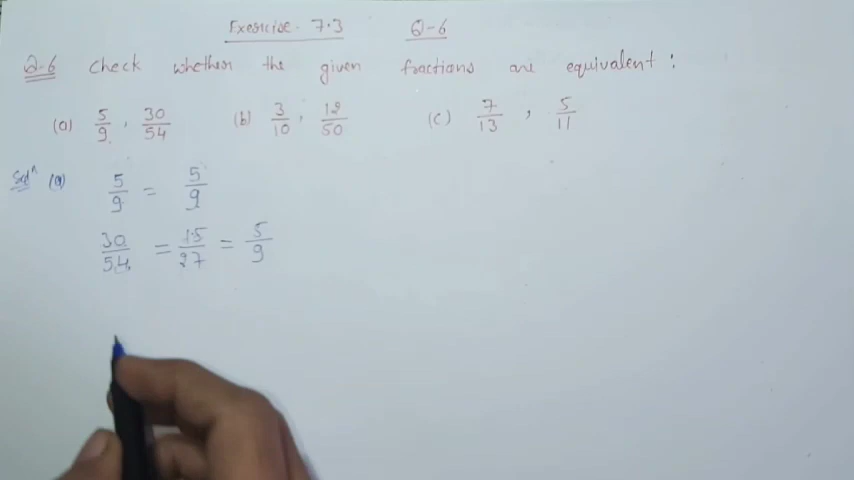 Exercise - 7.3 Q-6
Q-6 Check whether the given fractions are equivalent :
(a) 5/9 , 30/54 (b) 3/10 , 12/50 (c) 7/13 , 5/11
Solⁿ (a) 5/9 = 5/9
30/54 = 15/27 = 5/9